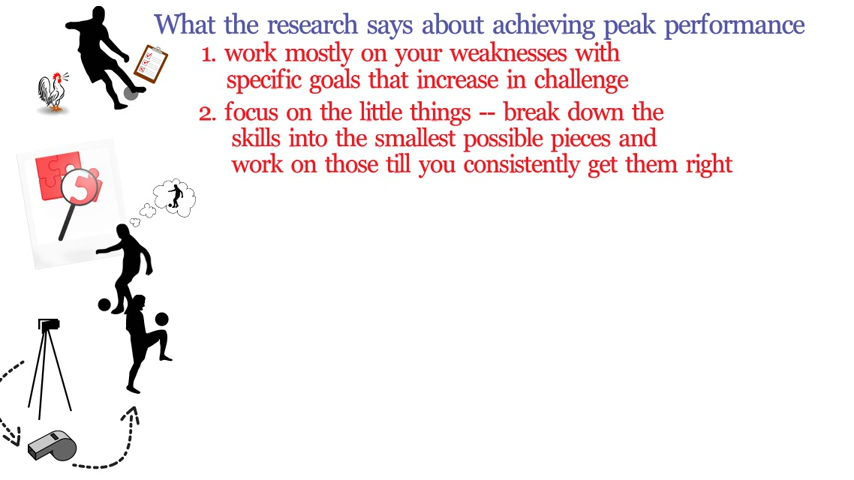 What the research says about achieving peak performance
1. work mostly on your weaknesses with
specific goals that increase in challenge
2. focus on the little things -- break down the
skills into the smallest possible pieces and
work on those till you consistently get them right